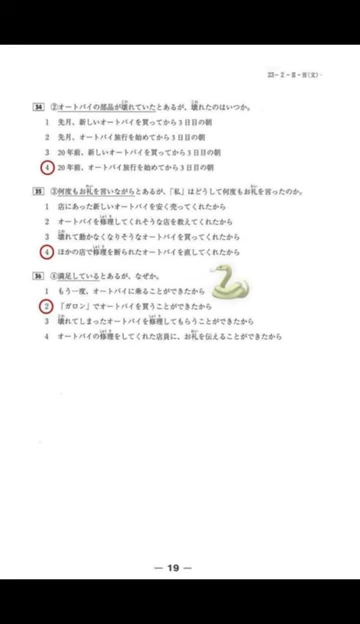 23-2-Ⅱ-日(文)
34 ②オートバイの部品が壊れていたとあるが、壊れたのはいつか。
1 先月、新しいオートバイを買ってから3日目の朝
2 先月、オートバイ旅行を始めてから3日目の朝
3 20年前、新しいオートバイを買ってから3日目の朝
4 20年前、オートバイ旅行を始めてから3日目の朝
35 ③何度もお礼を言いながらとあるが、「私」はどうして何度もお礼を言ったのか。
1 店にあった新しいオートバイを安く売ってくれたから
2 オートバイを修理してくれそうな店を教えてくれたから
3 壊れて動かなくなりそうなオートバイを買ってくれたから
4 ほかの店で修理を断られたオートバイを直してくれたから
36 ④満足しているとあるが、なぜか。
1 もう一度、オートバイに乗ることができたから
2 「ガロン」でオートバイを買うことができたから
3 壊れてしまったオートバイを修理してもらうことができたから
4 オートバイの修理をしてくれた店員に、お礼を伝えることができたから
— 19 —